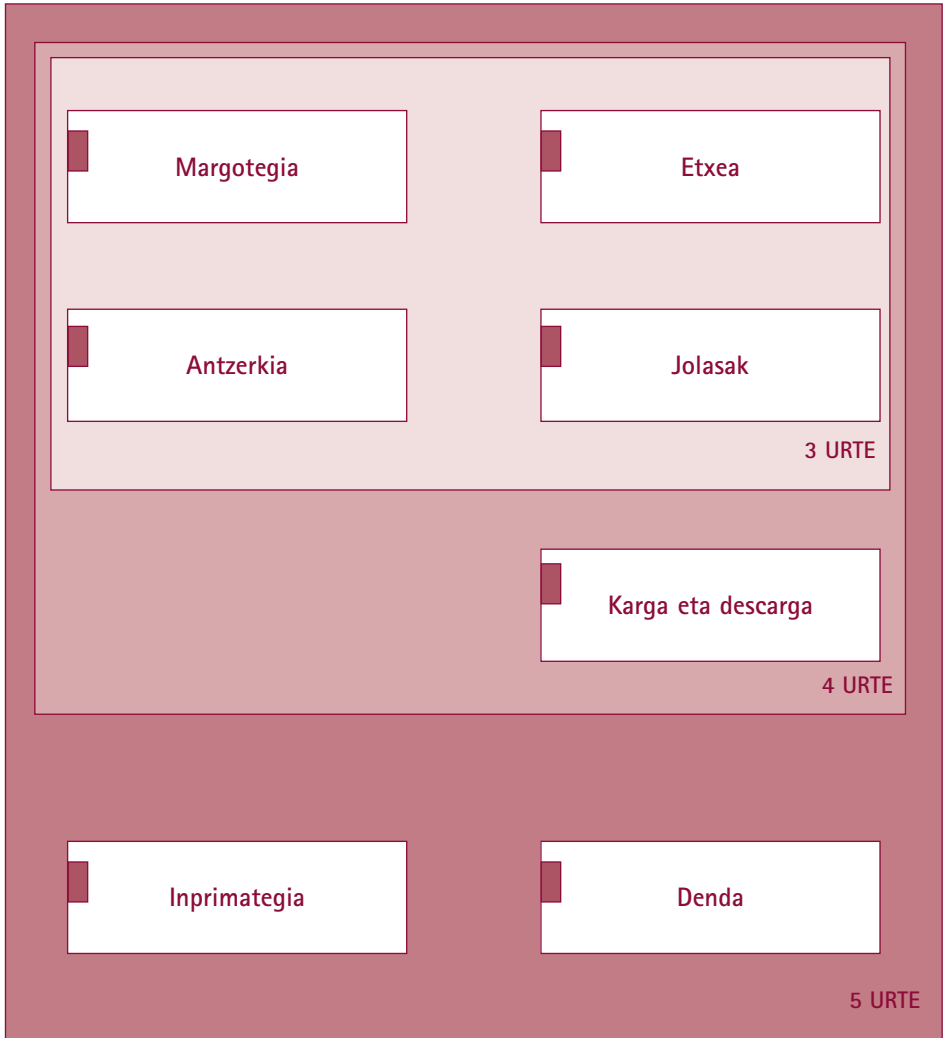 Margotegia
Etxea
Antzerkia
Jolasak
3 URTE
Karga eta descarga
4 URTE
Inprimategia
Denda
5 URTE